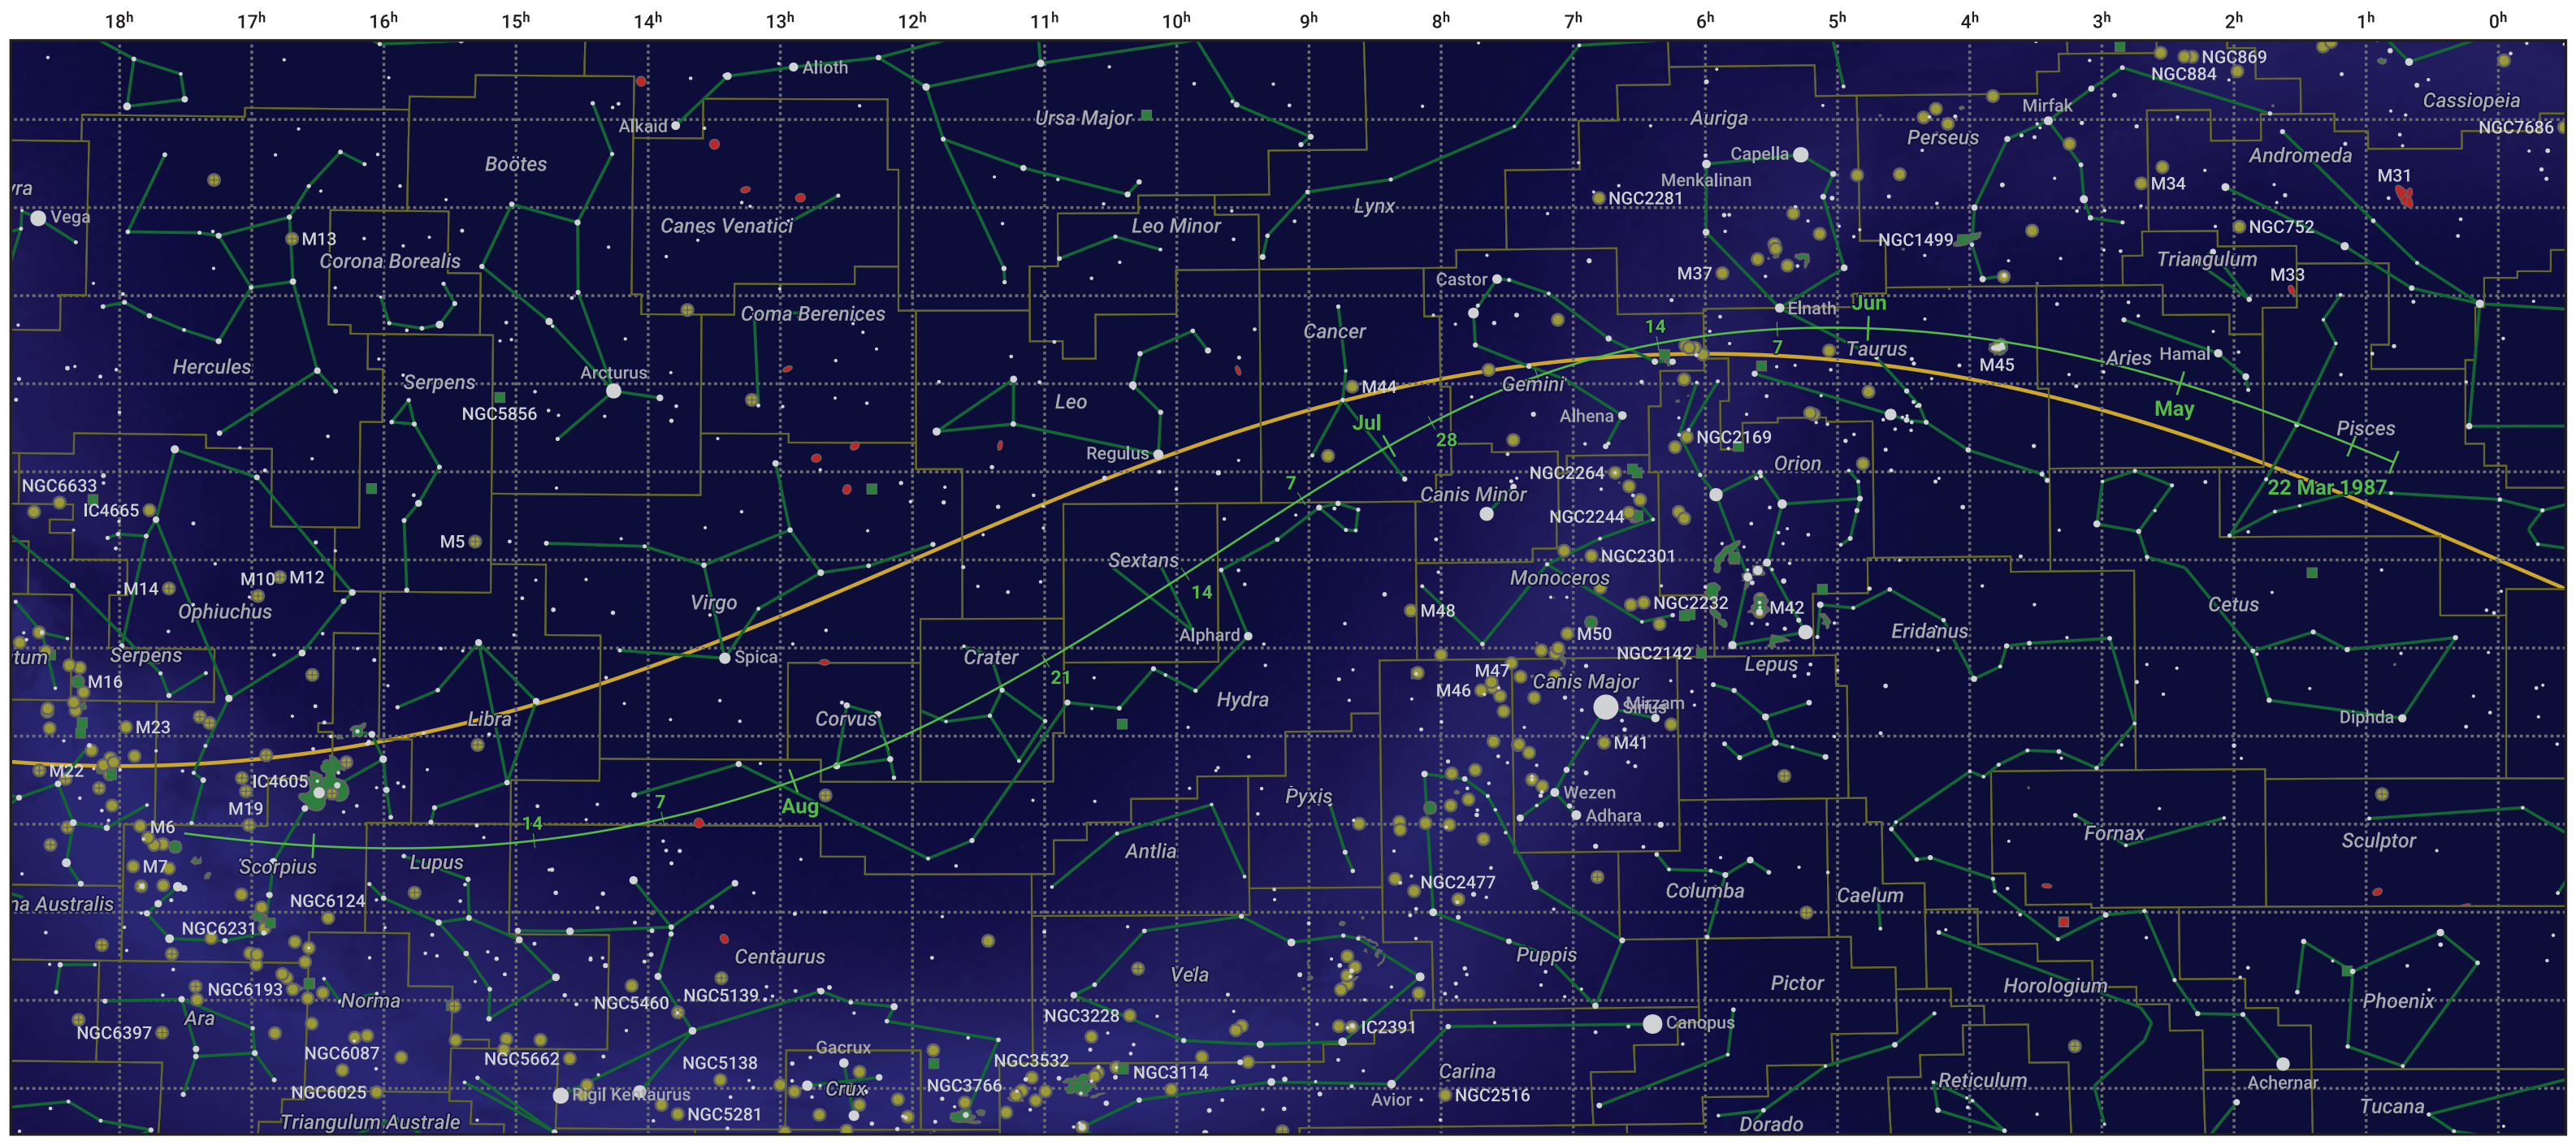 18ʰ 17ʰ 16ʰ 15ʰ 14ʰ 13ʰ 12ʰ 11ʰ 10ʰ 9ʰ 8ʰ 7ʰ 6ʰ 5ʰ 4ʰ 3ʰ 2ʰ 1ʰ 0ʰ
Alioth
NGC869
NGC884
Cassiopeia
Mirfak
Ursa Major
Auriga
Alkaid
NGC7686
Perseus
Boötes
Capella
Andromeda
Menkalinan
M34
M31
yra
Vega
NGC2281
Lynx
Canes Venatici
Leo Minor
NGC752
M13
NGC1499
Corona Borealis
Triangulum
M37
M33
Castor
Jun
Elnath
Coma Berenices
14
Cancer
7
Taurus
Aries
Hamal
M45
Hercules
Arcturus
Serpens
M44
Gemini
Leo
May
NGC5856
Alhena
Jul
Pisces
28
NGC2169
Regulus
Orion
NGC2264
NGC6633
7
22 Mar 1987
Canis Minor
IC4665
NGC2244
M5
NGC2301
Sextans
M10
M12
Monoceros
M14
14
Virgo
NGC2232
M42
Cetus
Ophiuchus
M48
Eridanus
M50
Alphard
Serpens
tum
Spica
Crater
NGC2142
Lepus
M47
21
M16
Canis Major
M46
Hydra
Sirius
Mirzam
Libra
Corvus
Diphda
M23
M41
M22
IC4605
Wezen
Pyxis
Aug
7
M19
Adhara
14
M6
Fornax
Sculptor
Antlia
M7
Scorpius
Lupus
NGC2477
Columba
Caelum
na Australis
NGC6124
NGC6231
Centaurus
Puppis
Vela
Pictor
Horologium
NGC6193
Norma
NGC5460
NGC5139
Phoenix
Ara
NGC3228
Canopus
IC2391
NGC6397
Gacrux
NGC6087
NGC5662
NGC5138
NGC3532
NGC3114
Carina
Reticulum
Achernar
NGC3766
Crux
NGC6025
Rigil Kentaurus
NGC2516
Avior
NGC5281
Tucana
Triangulum Australe
Dorado